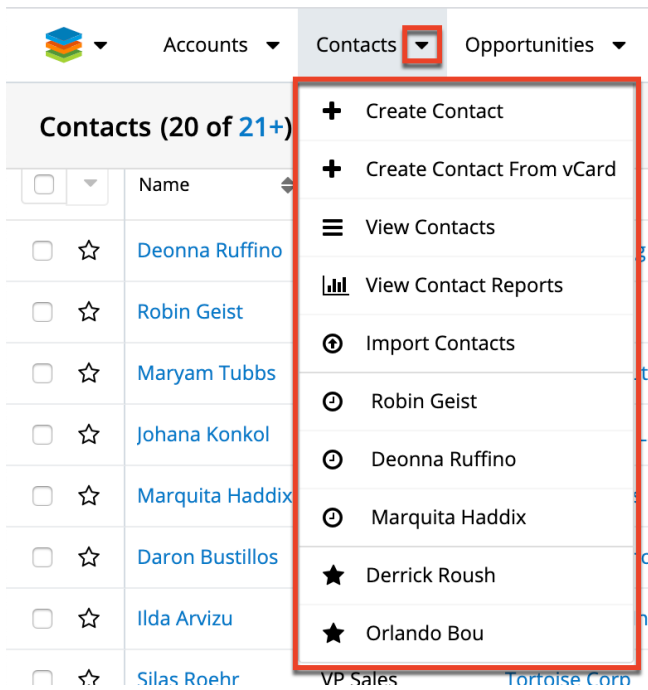 Accounts Contacts Opportunities
Contacts (20 of 21+)
Create Contact
Create Contact From vCard
Name
View Contacts
Deonna Ruffino
View Contact Reports
Robin Geist
Import Contacts
Maryam Tubbs
Robin Geist
Johana Konkol
Deonna Ruffino
Marquita Haddix
Marquita Haddix
Daron Bustillos
Derrick Roush
Ilda Arvizu
Orlando Bou
Silas Roehr VP Sales Tortoise Corp